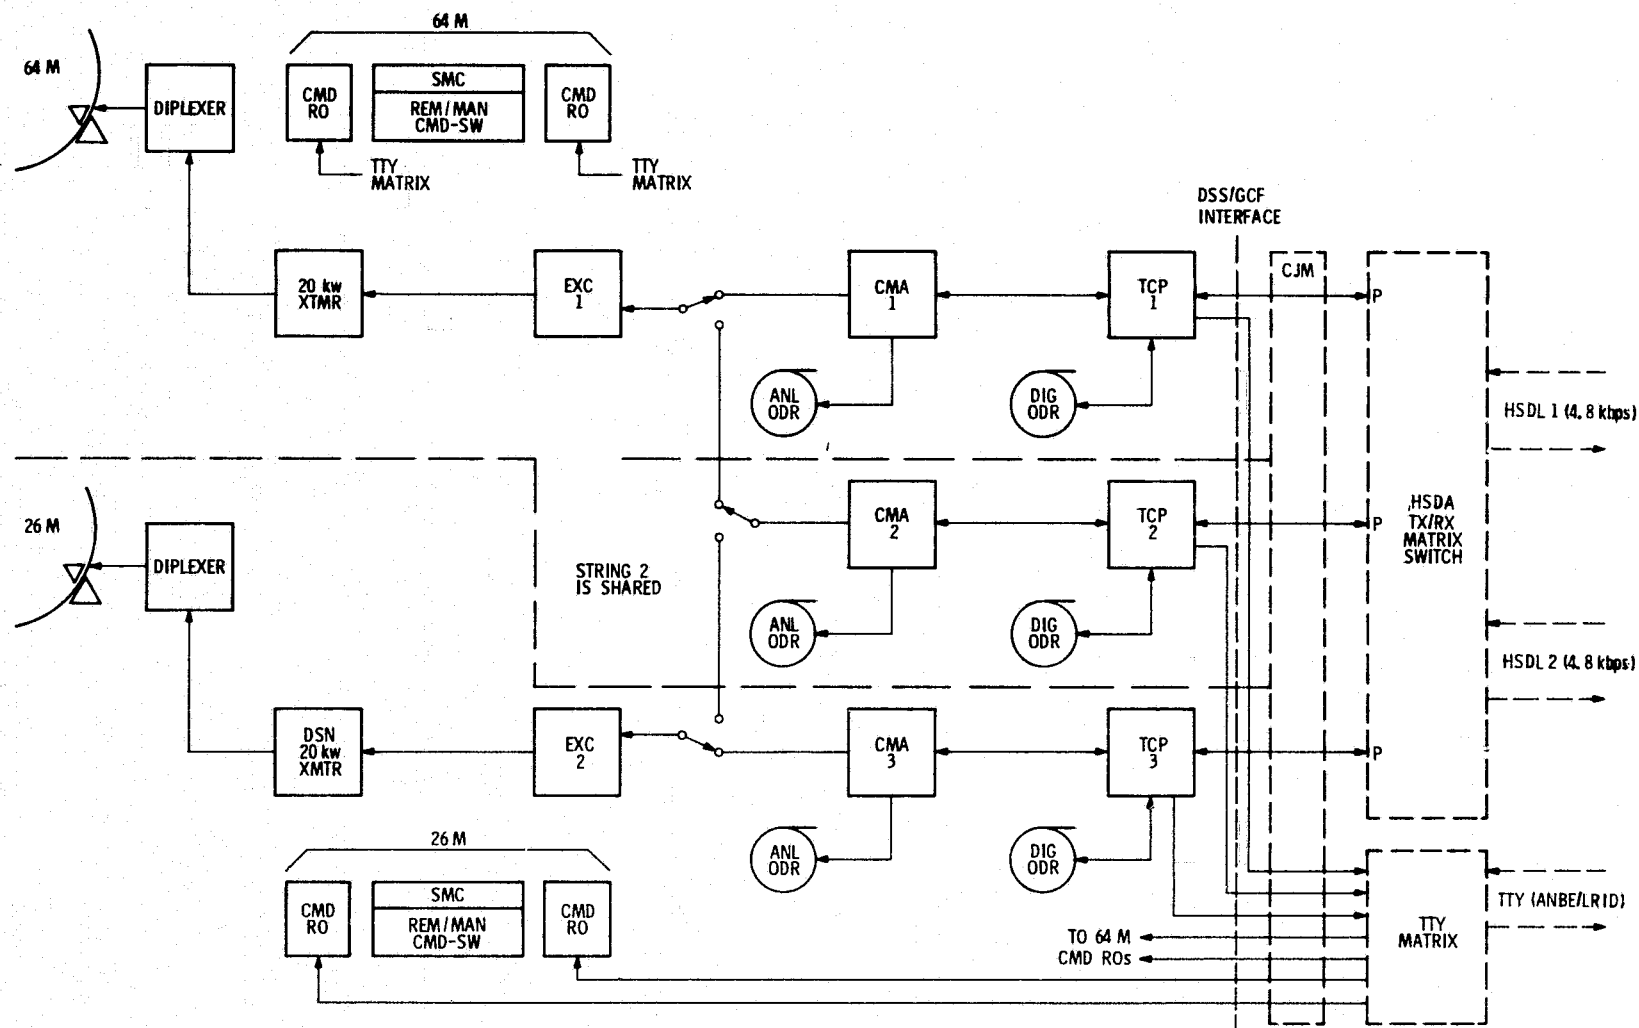 64 M
64 M
DIPLEXER
CMD
RO
SMC
REM/MAN
CMD-SW
CMD
RO
TTY
MATRIX
TTY
MATRIX
DSS/GCF
INTERFACE
20 kw
XTMR
EXC
1
CMA
1
TCP
1
CJM
P
ANL
ODR
DIG
ODR
HSDL 1 (4.8 kbps)
26 M
DIPLEXER
STRING 2
IS SHARED
CMA
2
TCP
2
P
HSDA
TX/RX
MATRIX
SWITCH
ANL
ODR
DIG
ODR
HSDL 2 (4.8 kbps)
DSN
20 kw
XMTR
EXC
2
CMA
3
TCP
3
P
26 M
ANL
ODR
DIG
ODR
CMD
RO
SMC
REM/MAN
CMD-SW
CMD
RO
TO 64 M
CMD ROs
TTY
MATRIX
TTY (ANBE/LRID)